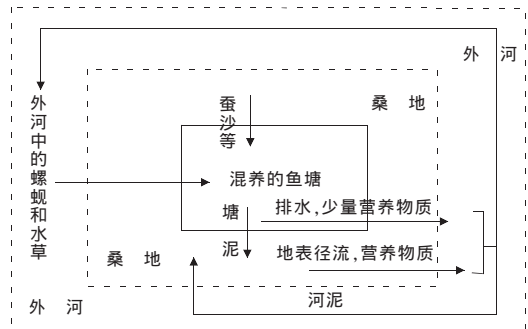 外 河
蚕沙等
桑 地
外河中的螺蚬和水草
混养的鱼塘
排水,少量营养物质
塘泥
地表径流,营养物质
桑 地
河泥
外 河